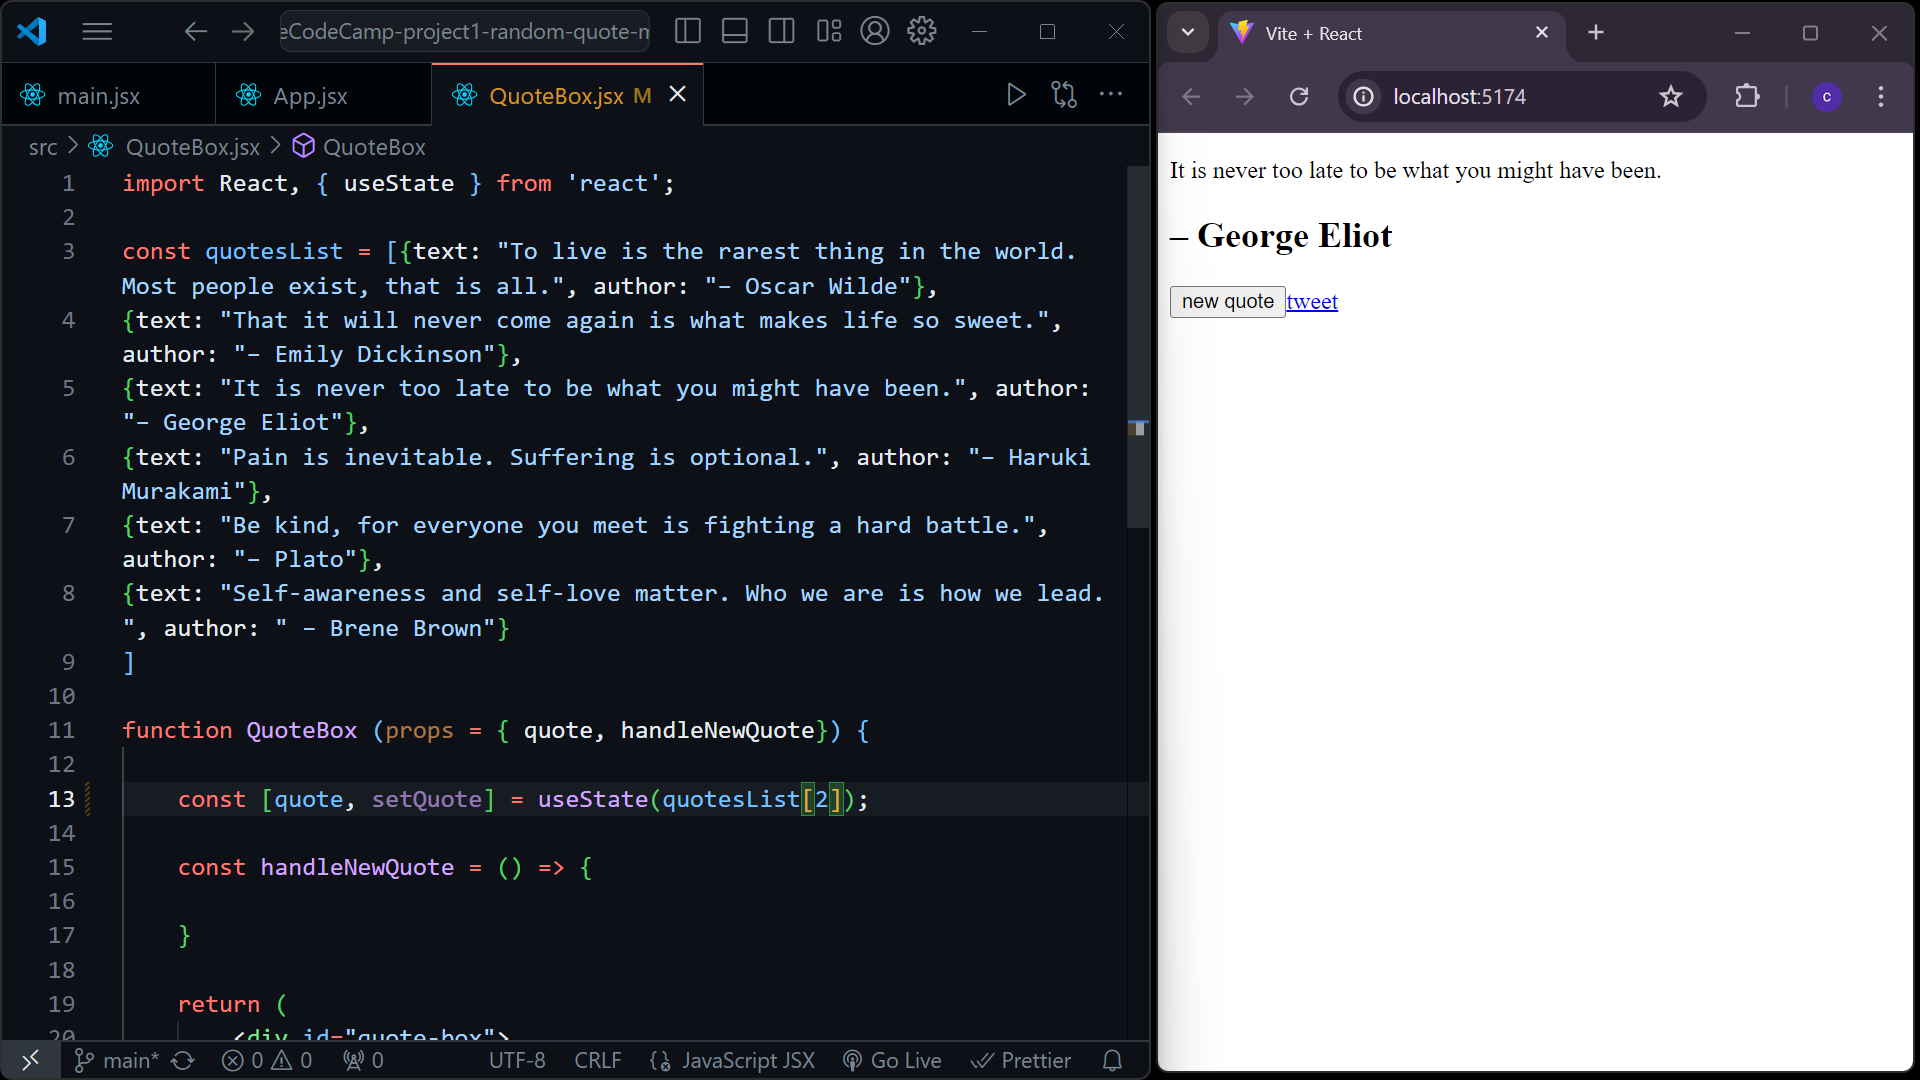 eCodeCamp-project1-random-quote-m
main.jsx
App.jsx
QuoteBox.jsx M
src > QuoteBox.jsx > QuoteBox
1 import React, { useState } from 'react';
2
3 const quotesList = [{text: "To live is the rarest thing in the world.
Most people exist, that is all.", author: "– Oscar Wilde"},
4 {text: "That it will never come again is what makes life so sweet.",
author: "– Emily Dickinson"},
5 {text: "It is never too late to be what you might have been.", author:
"– George Eliot"},
6 {text: "Pain is inevitable. Suffering is optional.", author: "– Haruki
Murakami"},
7 {text: "Be kind, for everyone you meet is fighting a hard battle.",
author: "– Plato"},
8 {text: "Self-awareness and self-love matter. Who we are is how we lead.
", author: " – Brene Brown"}
9 ]
10
11 function QuoteBox (props = { quote, handleNewQuote}) {
12
13 const [quote, setQuote] = useState(quotesList[2]);
14
15 const handleNewQuote = () => {
16
17 }
18
19 return (
20 <div id="quote-box">
main* 0 0 0 UTF-8 CRLF JavaScript JSX Go Live Prettier
Vite + React
localhost:5174
c
It is never too late to be what you might have been.
– George Eliot
new quote tweet